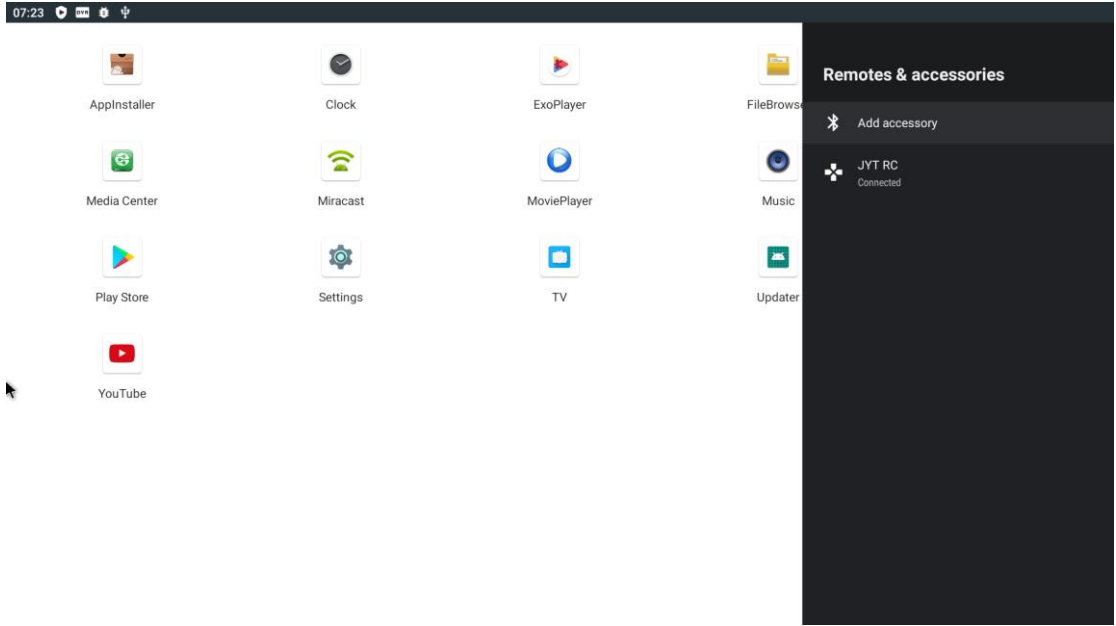 07:23
Remotes & accessories
Add accessory
JYT RC
Connected
AppInstaller
Clock
ExoPlayer
FileBrowse
Media Center
Miracast
MoviePlayer
Music
Play Store
Settings
TV
Updater
YouTube